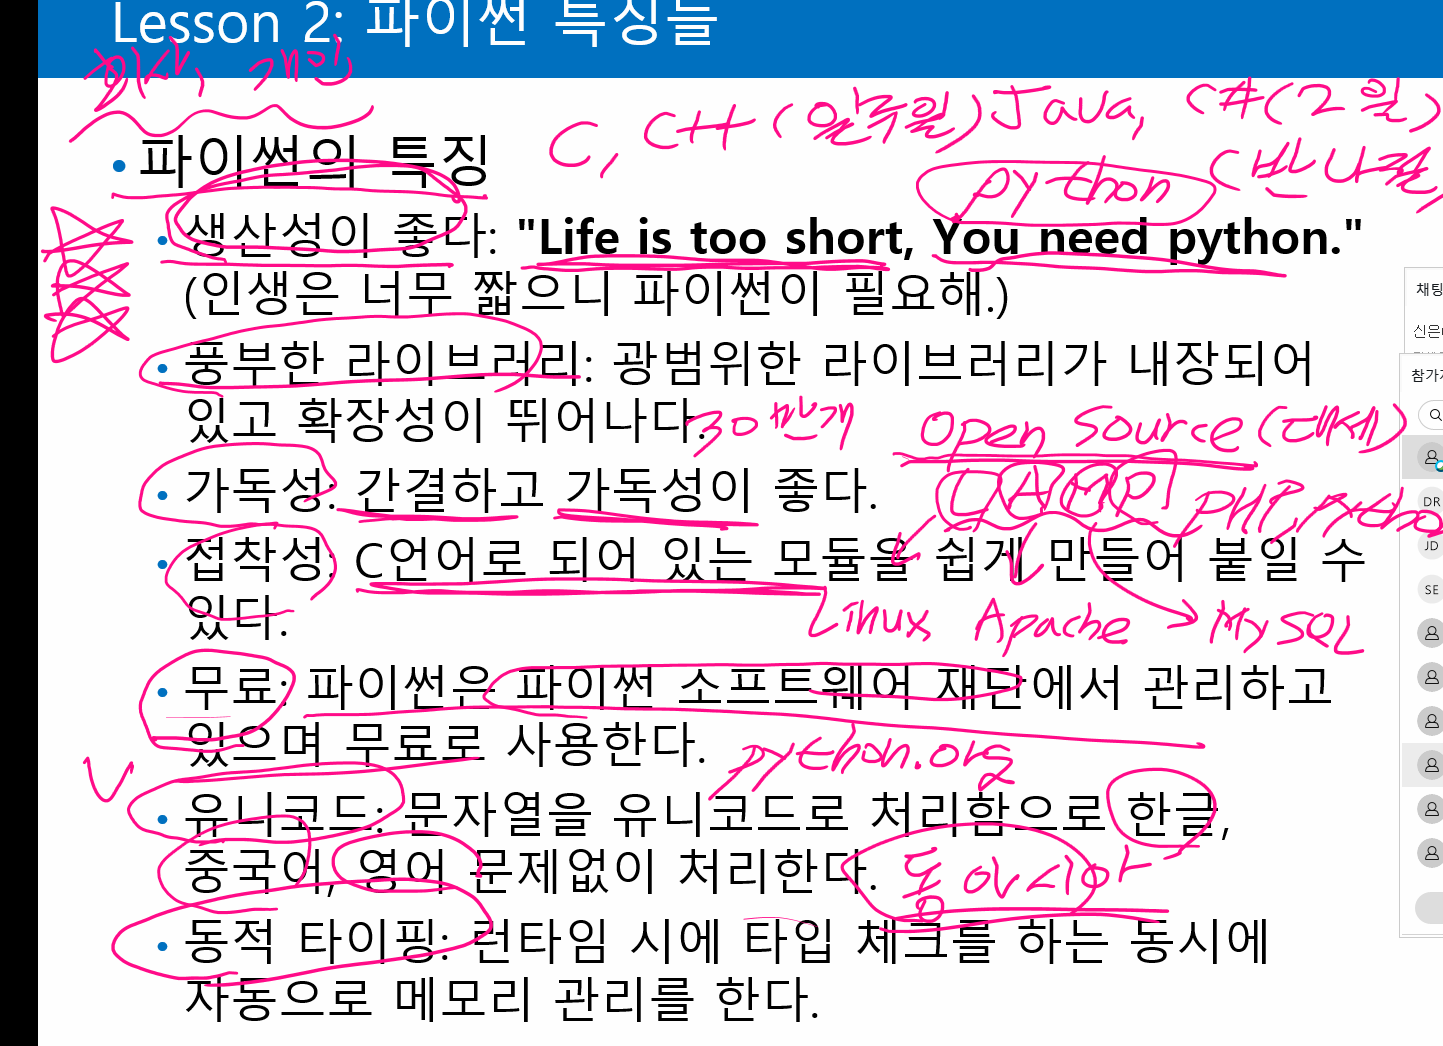 Lesson 2: 파이썬 특징들
회사, 개인
C, C++ (일주일) Java, C#(2일)
• 파이썬의 특징
python
(반나절)
• 생산성이 좋다: "Life is too short, You need python."
(인생은 너무 짧으니 파이썬이 필요해.)
• 풍부한 라이브러리: 광범위한 라이브러리가 내장되어
있고 확장성이 뛰어나다.
30만개
Open Source (대세)
• 가독성: 간결하고 가독성이 좋다.
LAMP
PHP, Pytho
• 접착성: C언어로 되어 있는 모듈을 쉽게 만들어 붙일 수
있다.
Linux Apache MySQL
• 무료: 파이썬은 파이썬 소프트웨어 재단에서 관리하고
있으며 무료로 사용한다.
python.org
• 유니코드: 문자열을 유니코드로 처리함으로 한글,
중국어, 영어 문제없이 처리한다.
동아시아
• 동적 타이핑: 런타임 시에 타입 체크를 하는 동시에
자동으로 메모리 관리를 한다.
채팅
신은
참가
DR
JD
SE